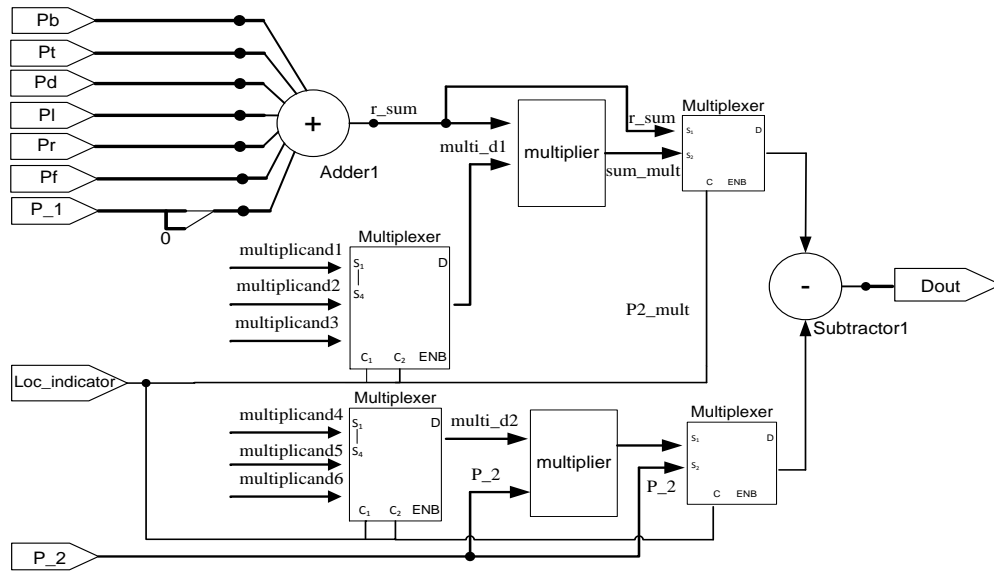 Pb
Pt
Pd
Pl
Pr
Pf
P_1
0
+
Adder1
r_sum
multi_d1
multiplier
r_sum
sum_mult
Multiplexer
S1
S2
D
C
ENB
multiplicand1
multiplicand2
multiplicand3
Multiplexer
S1
S4
D
C1
C2
ENB
P2_mult
-
Subtractor1
Dout
Loc_indicator
multiplicand4
multiplicand5
multiplicand6
Multiplexer
S1
S4
D
C1
C2
ENB
multi_d2
P_2
multiplier
P_2
Multiplexer
S1
S2
D
C
ENB
P_2